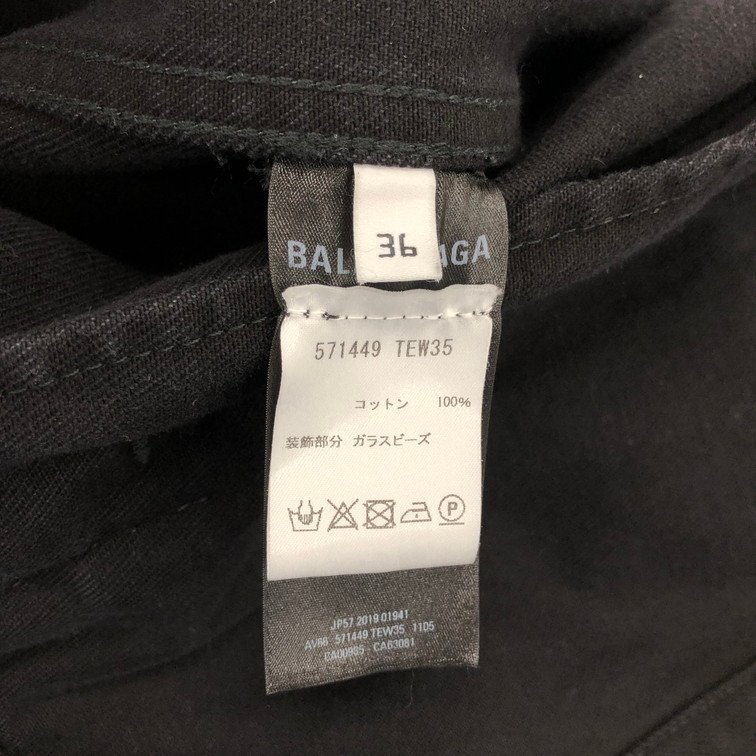 36
BAL AGA
571449 TEW35
コットン 100%
装飾部分 ガラスビーズ
P
JP57 2019 01941
AV88 571449 TEW35 1105
CA00985 CA63081